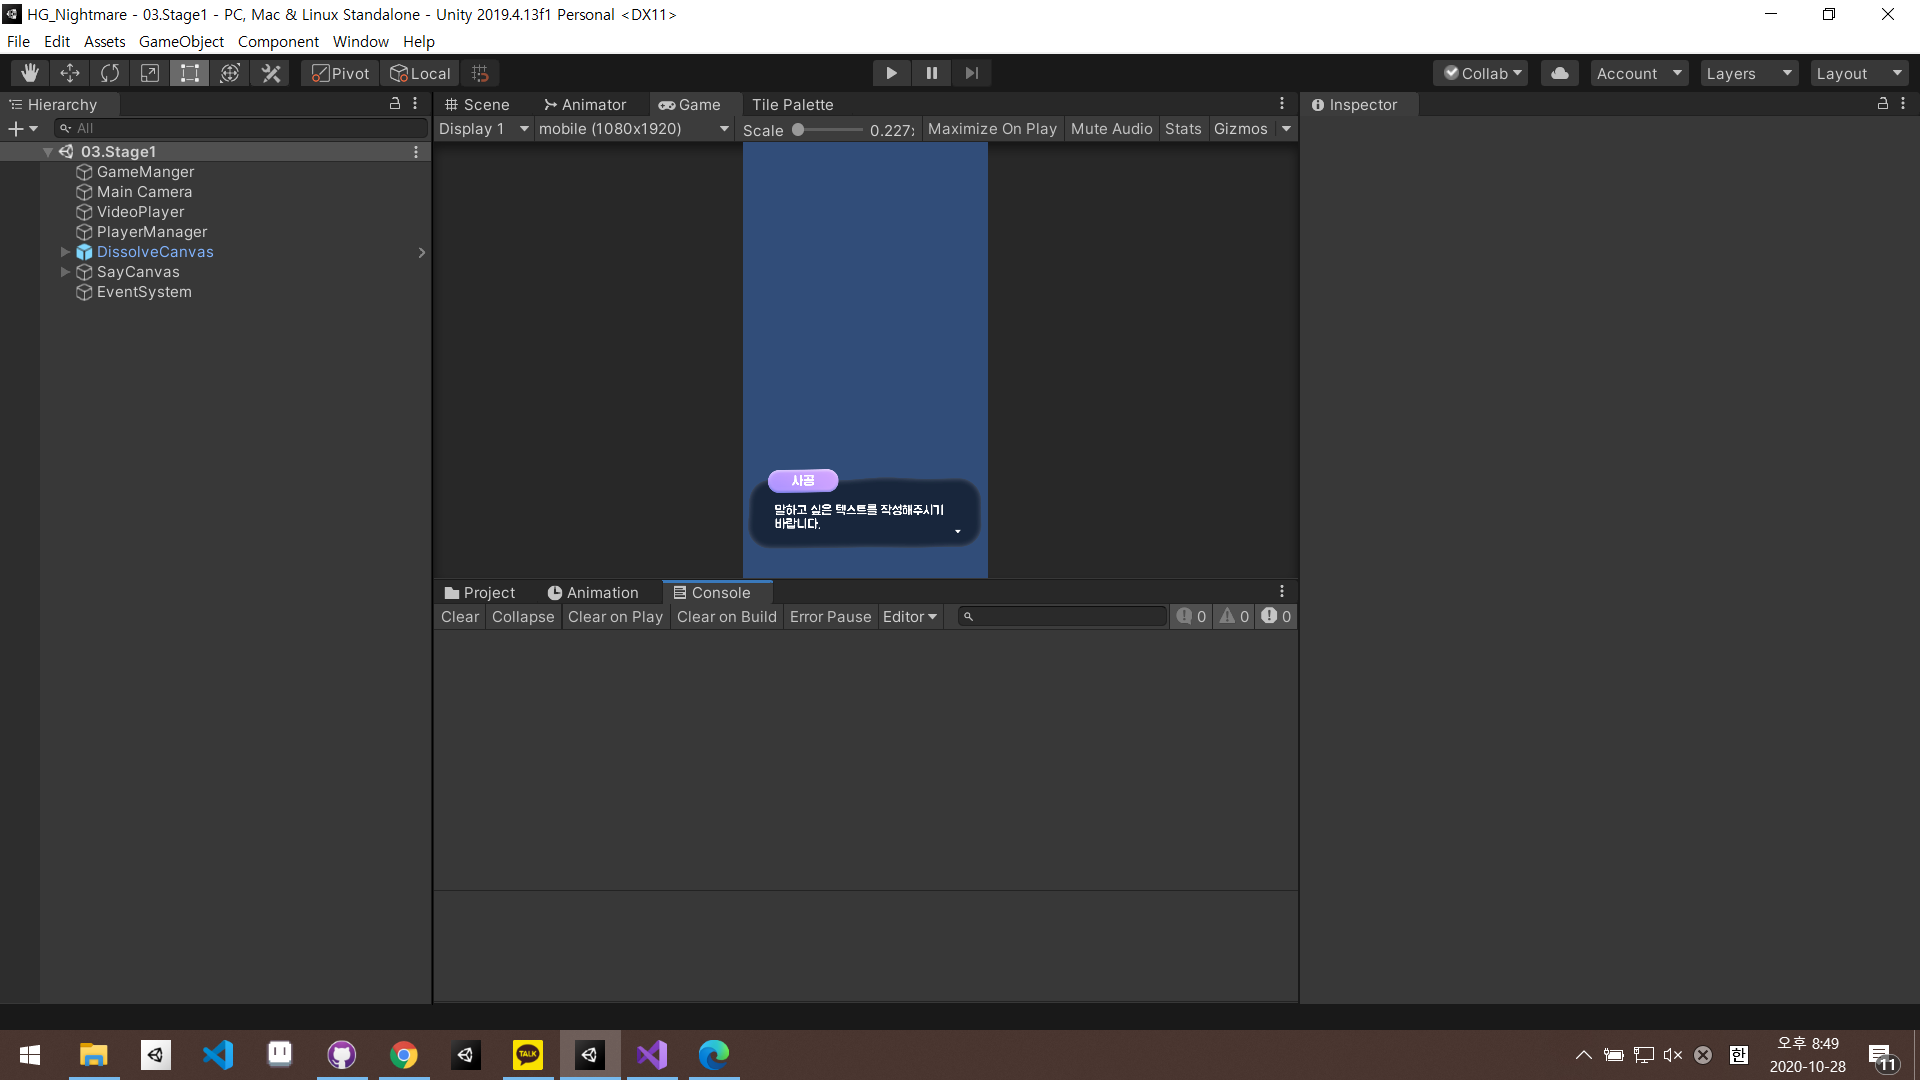 HG_Nightmare - 03.Stage1 - PC, Mac & Linux Standalone - Unity 2019.4.13f1 Personal <DX11>
File Edit Assets GameObject Component Window Help
Pivot Local Collab Account Layers Layout
Hierarchy
All
03.Stage1
GameManger
Main Camera
VideoPlayer
PlayerManager
DissolveCanvas
SayCanvas
EventSystem
Scene Animator Game Tile Palette
Display 1 mobile (1080x1920) Scale 0.227x Maximize On Play Mute Audio Stats Gizmos
사공
말하고 싶은 텍스트를 작성해주시기
바랍니다.
Project Animation Console
Clear Collapse Clear on Play Clear on Build Error Pause Editor 0 0 0
Inspector
TALK
한
오후 8:49
2020-10-28
11